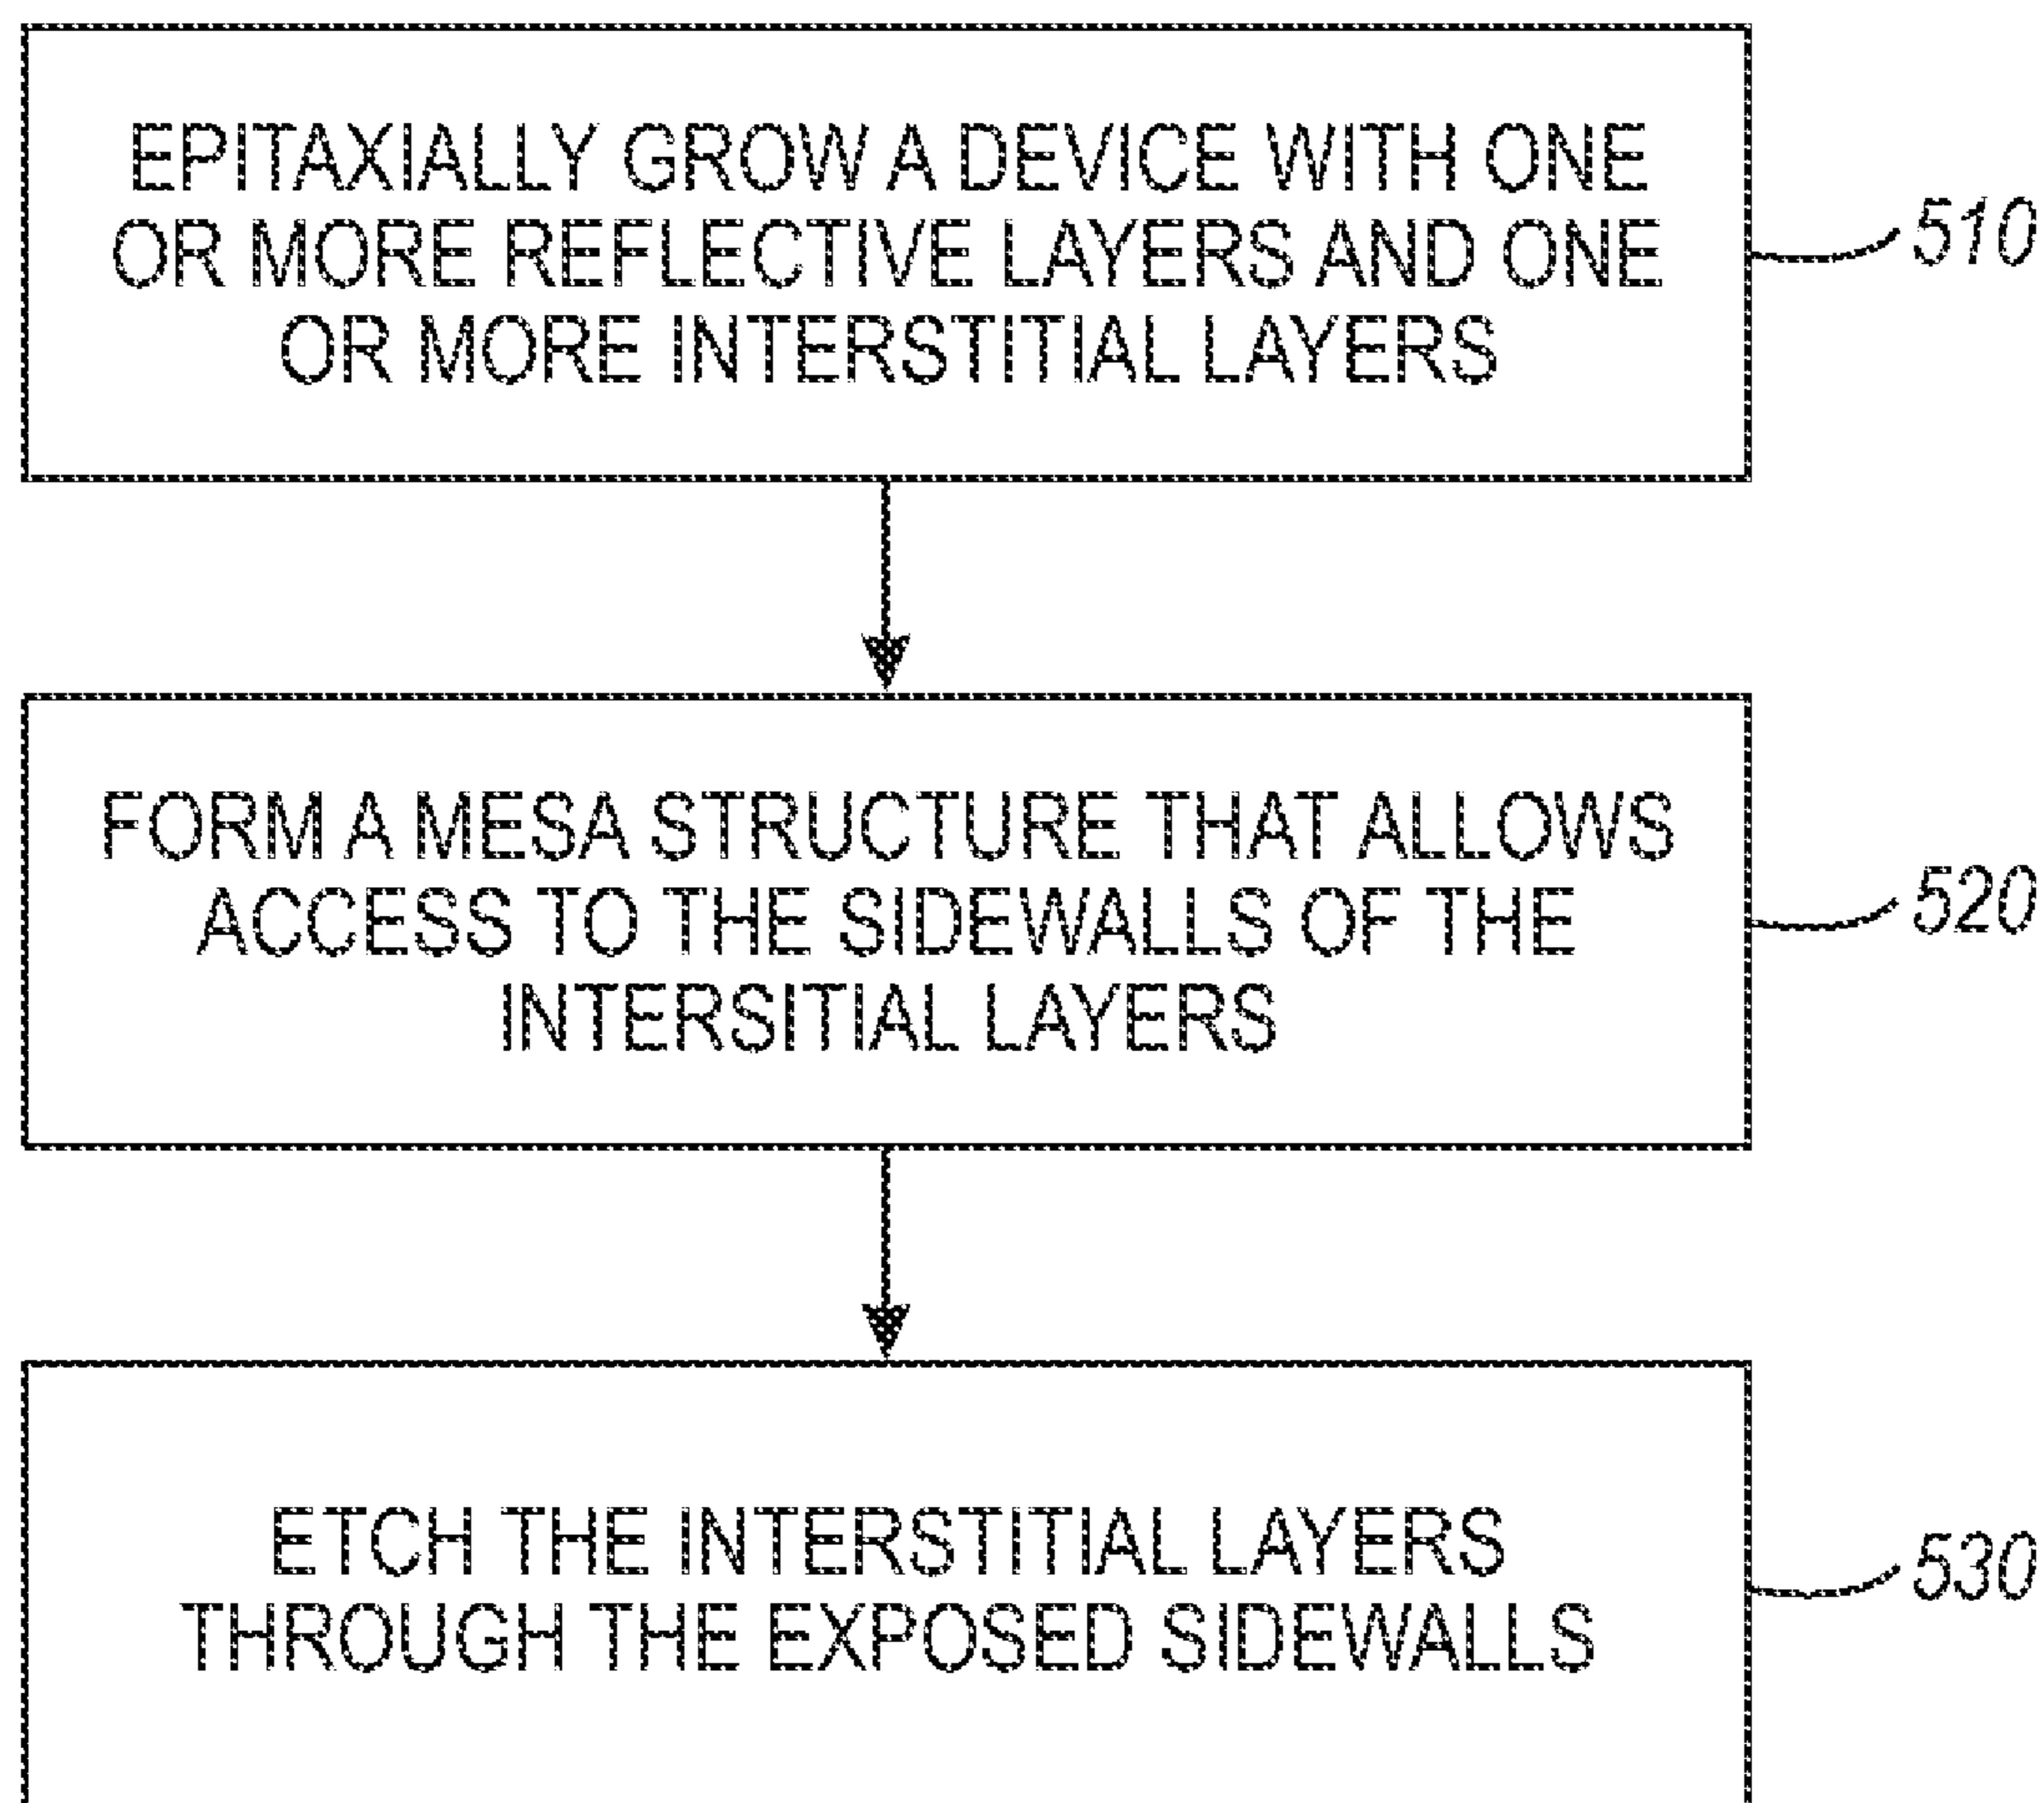 EPITAXIALLY GROW A DEVICE WITH ONE
OR MORE REFLECTIVE LAYERS AND ONE
OR MORE INTERSTITIAL LAYERS
510
FORM A MESA STRUCTURE THAT ALLOWS
ACCESS TO THE SIDEWALLS OF THE
INTERSITIAL LAYERS
520
ETCH THE INTERSTITIAL LAYERS
THROUGH THE EXPOSED SIDEWALLS
530